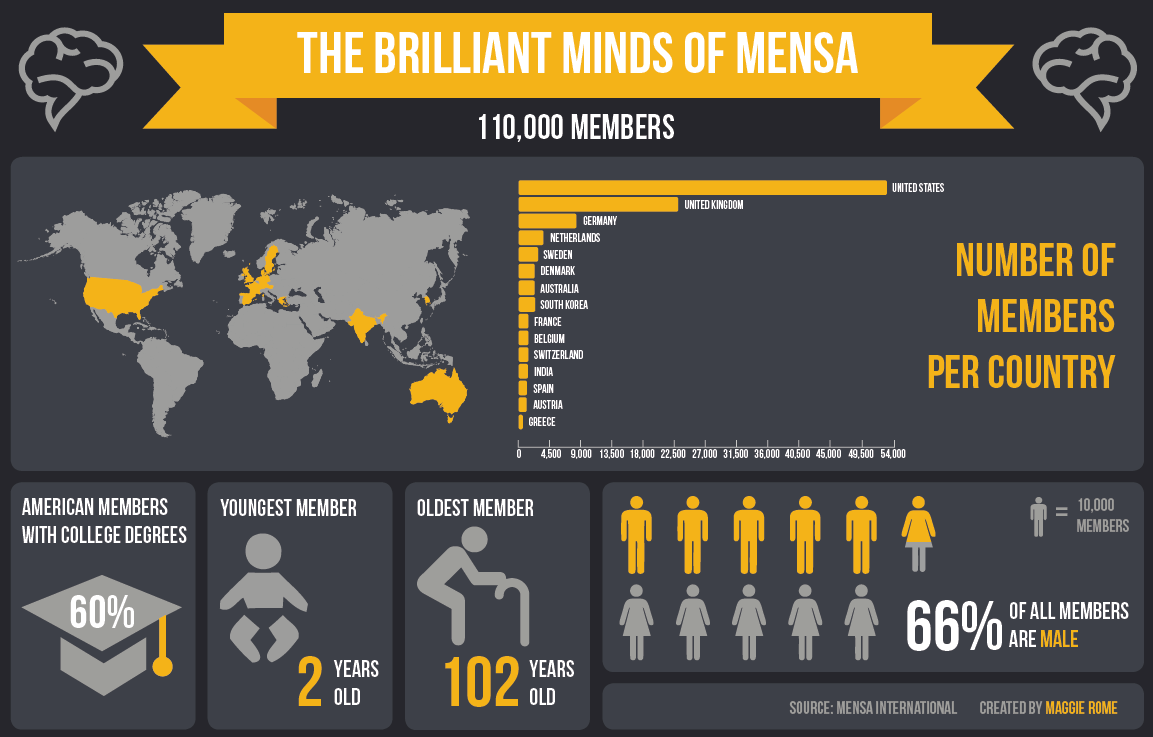 THE BRILLIANT MINDS OF MENSA
110,000 MEMBERS
UNITED STATES
UNITED KINGDOM
GERMANY
NETHERLANDS
SWEDEN
DENMARK
AUSTRALIA
SOUTH KOREA
FRANCE
BELGIUM
SWITZERLAND
INDIA
SPAIN
AUSTRIA
GREECE
0 4,500 9,000 13,500 18,000 22,500 27,000 31,500 36,000 40,500 45,000 49,500 54,000
NUMBER OF
MEMBERS
PER COUNTRY
AMERICAN MEMBERS
WITH COLLEGE DEGREES
60%
YOUNGEST MEMBER
2 YEARS
OLD
OLDEST MEMBER
102 YEARS
OLD
= 10,000
MEMBERS
66% OF ALL MEMBERS
ARE MALE
SOURCE: MENSA INTERNATIONAL CREATED BY MAGGIE ROME